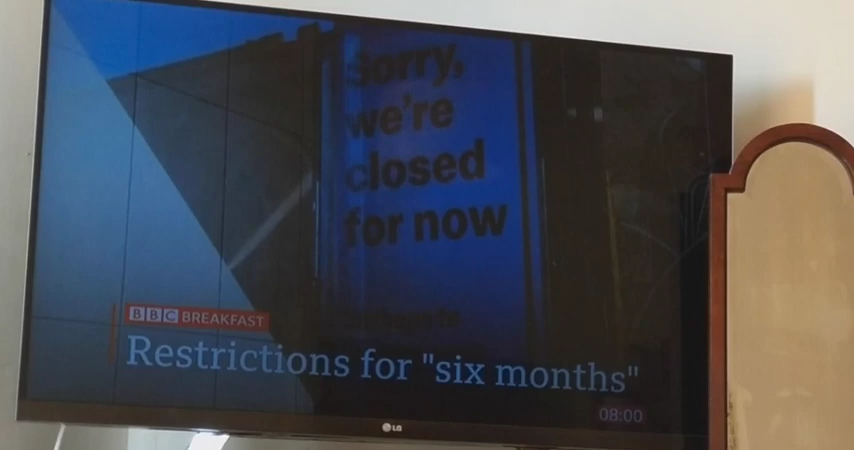 Sorry,
we're
closed
for now
BBC BREAKFAST
Restrictions for "six months"
08:00
LG